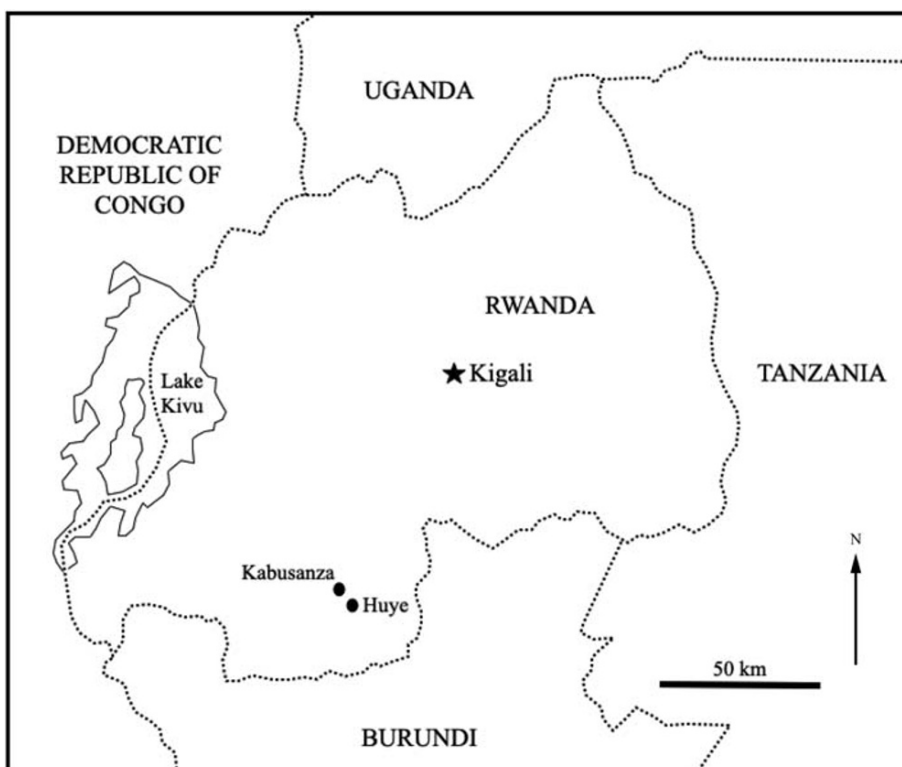 UGANDA
DEMOCRATIC
REPUBLIC OF
CONGO
RWANDA
Lake
Kivu
Kigali
TANZANIA
N
Kabusanza
Huye
50 km
BURUNDI